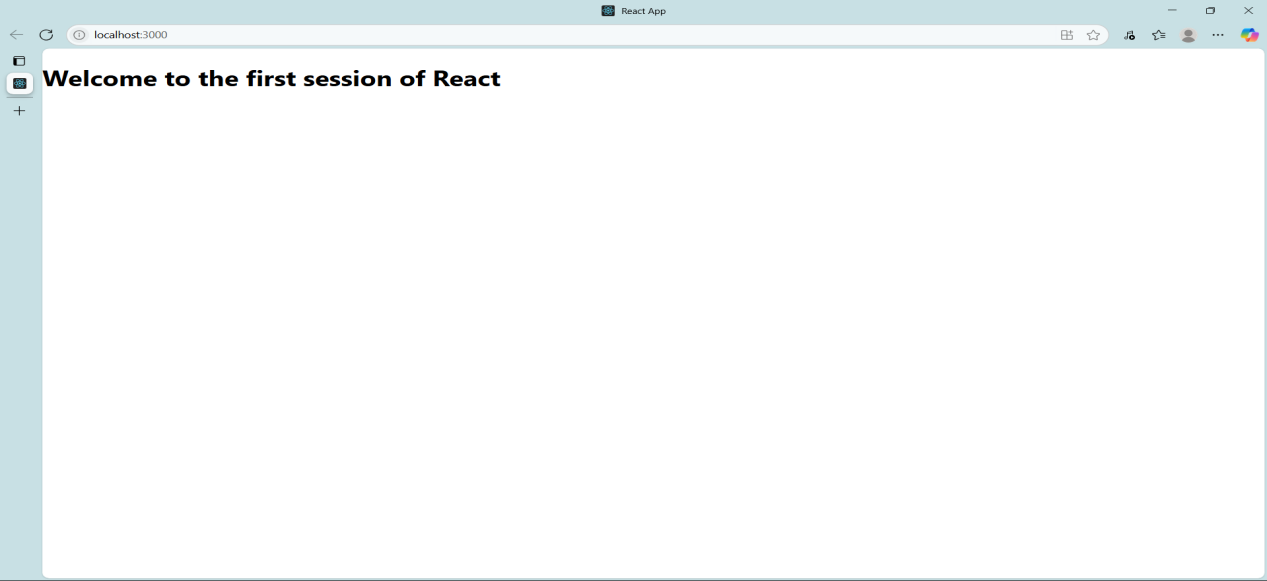 React App
localhost:3000
Welcome to the first session of React